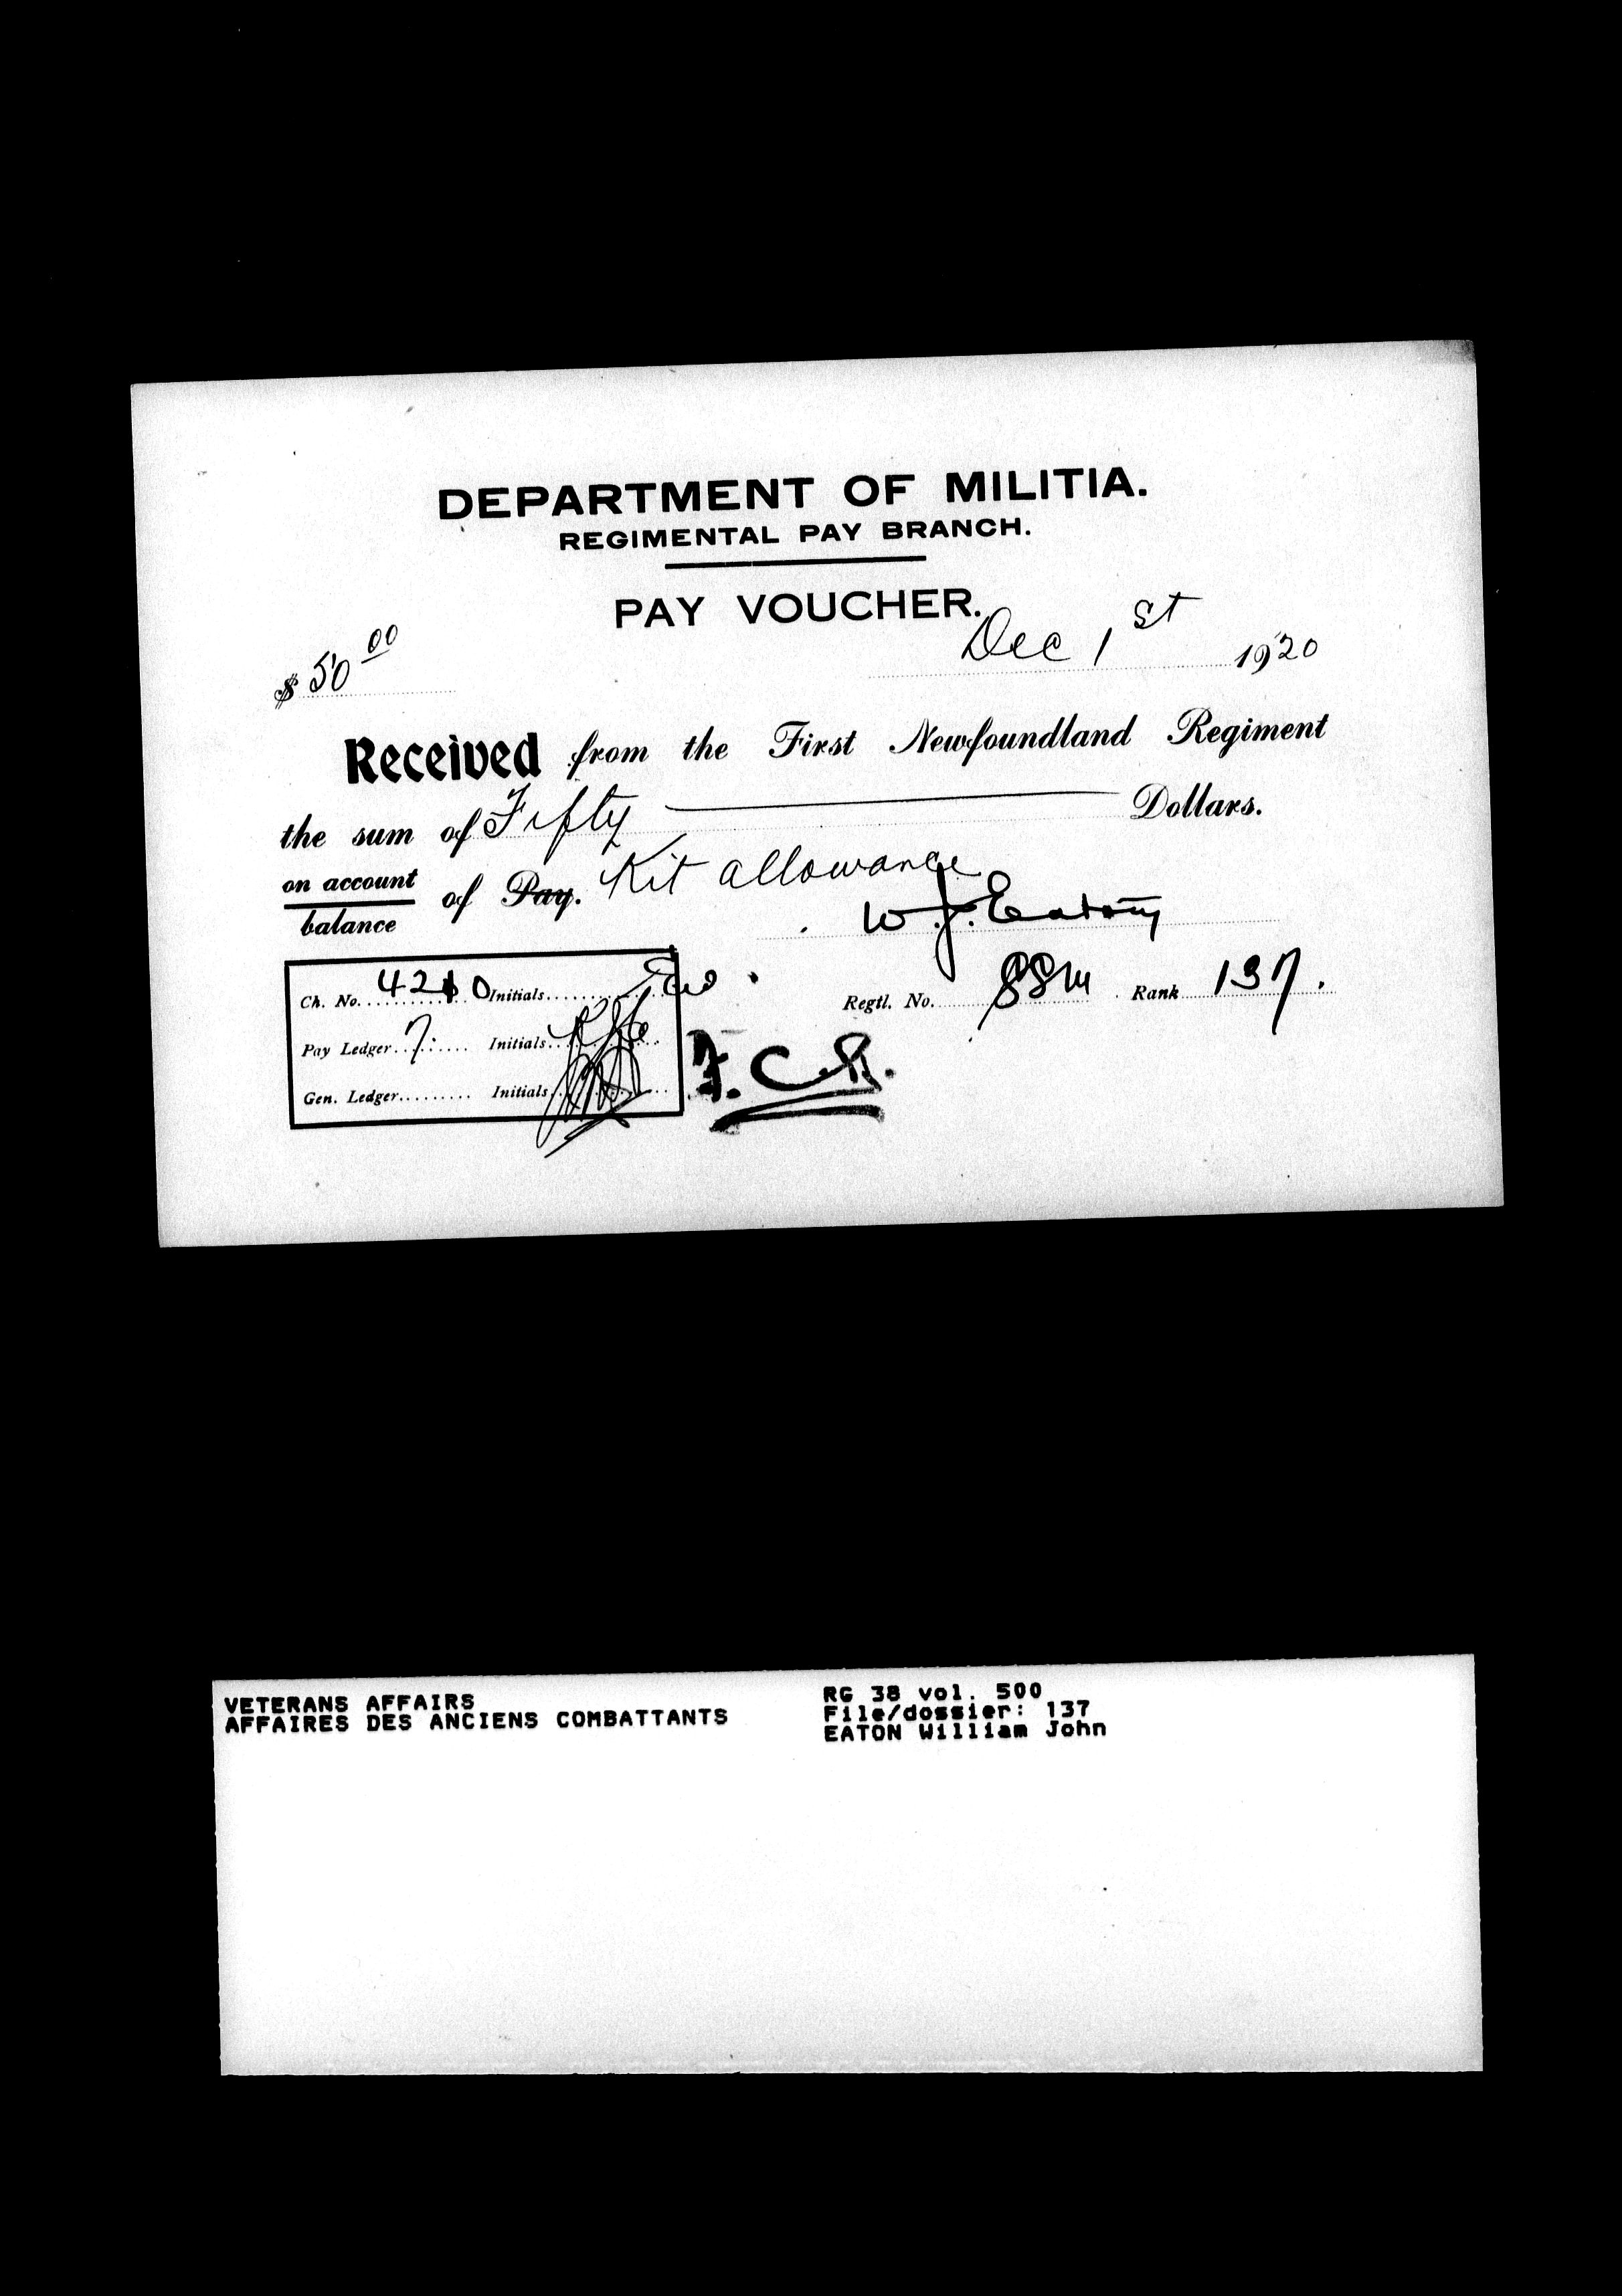 DEPARTMENT OF MILITIA.
REGIMENTAL PAY BRANCH.
PAY VOUCHER.
Dec 1st 1920
$ 50 00
Received from the First Newfoundland Regiment
the sum of Fifty Dollars.
on account
balance
of Pay. Kit allowance
W. J. Eaton
Ch. No. 4210 Initials
Regtl. No. SSM Rank 137.
Pay Ledger 7. Initials
F.C.R.
Gen. Ledger Initials
VETERANS AFFAIRS
AFFAIRES DES ANCIENS COMBATTANTS
RG 38 vol. 500
File/dossier: 137
EATON William John